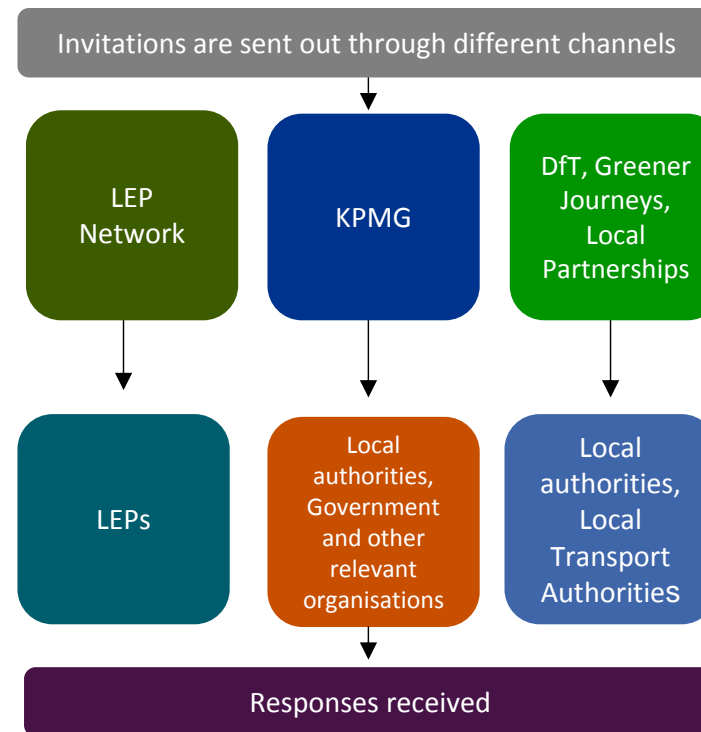 Invitations are sent out through different channels
LEP
Network
KPMG
DfT, Greener
Journeys,
Local
Partnerships
LEPs
Local
authorities,
Government
and other
relevant
organisations
Local
authorities,
Local
Transport
Authorities
Responses received